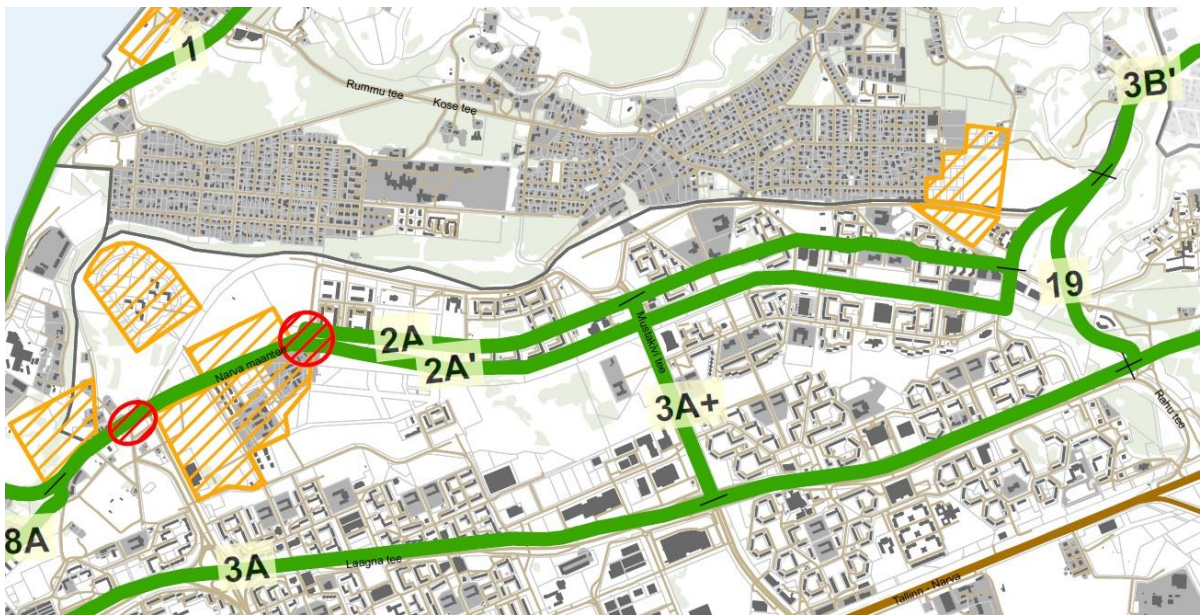 1
3B'
Rummu tee
Kose tee
19
2A
2A'
Mustakivi tee
Narva maantee
3A+
Rahu tee
8A
3A
Laagna tee
Tallinn - Narva